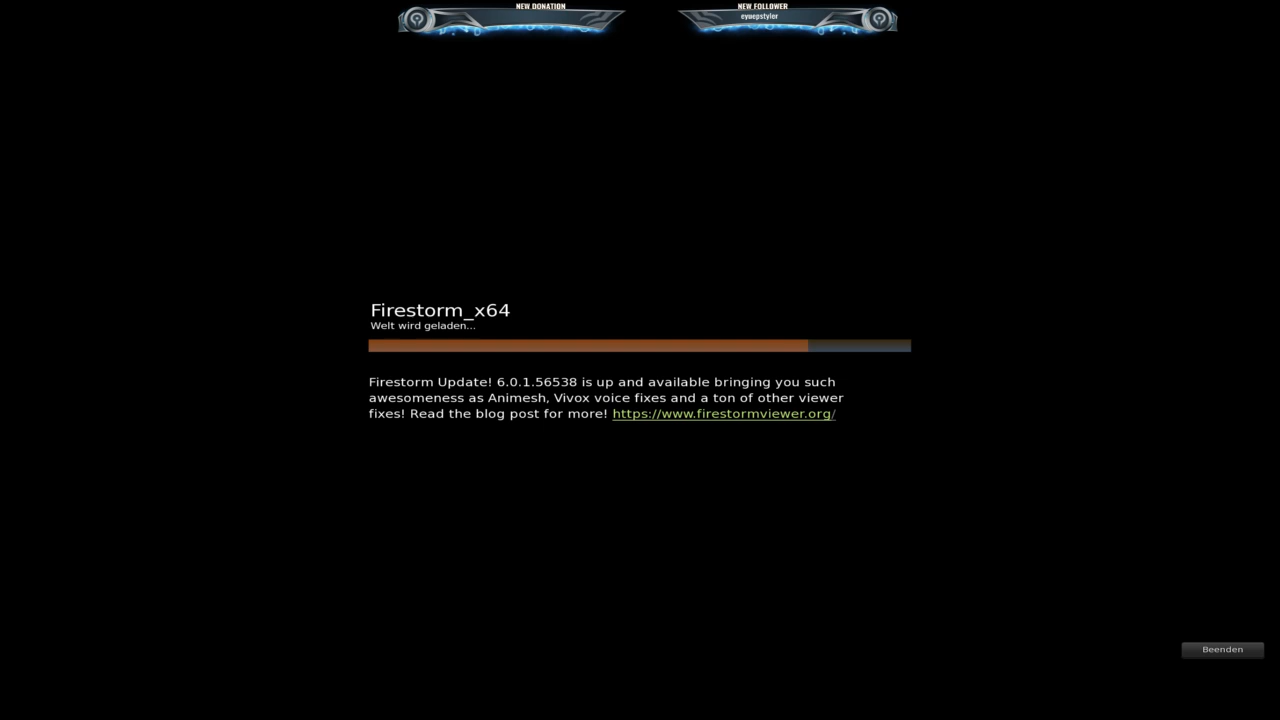 NEW DONATION
NEW FOLLOWER
eyuepstyler
Firestorm_x64
Welt wird geladen...
Firestorm Update! 6.0.1.56538 is up and available bringing you such
awesomeness as Animesh, Vivox voice fixes and a ton of other viewer
fixes! Read the blog post for more! https://www.firestormviewer.org/
Beenden